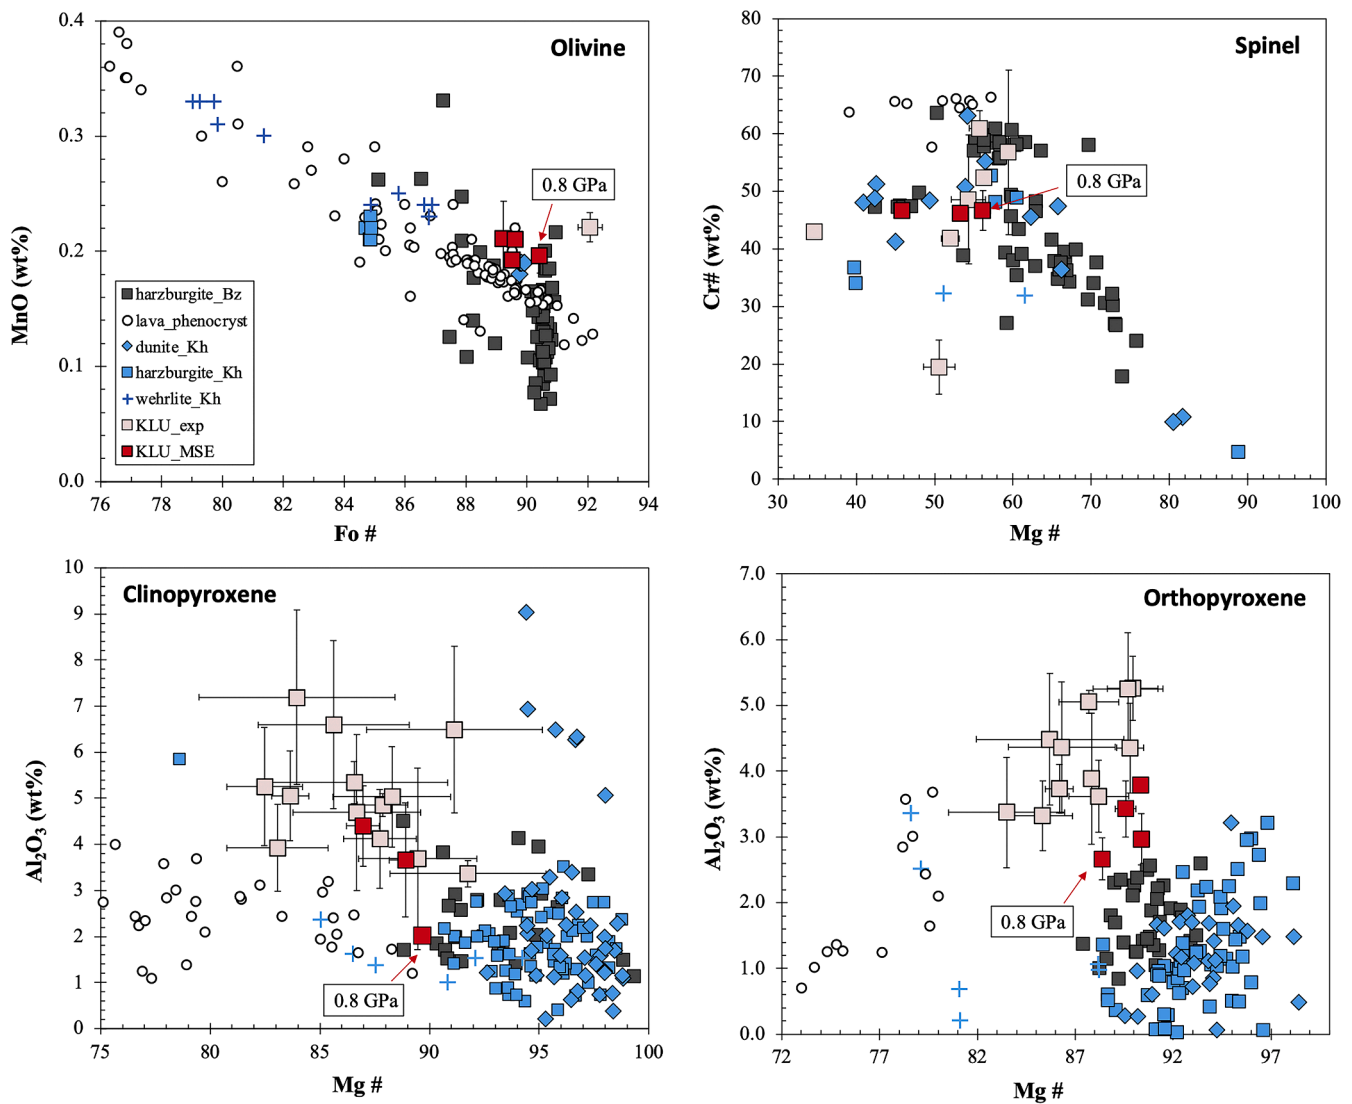 Olivine
0.4
0.3
0.2
0.1
0.0
MnO (wt%)
0.8 GPa
harzburgite_Bz
lava_phenocryst
dunite_Kh
harzburgite_Kh
wehrlite_Kh
KLU_exp
KLU_MSE
76 80 82 84 86 88 90 92 94
Fo #
Spinel
80
70
60
50
40
30
20
10
0
Cr# (wt%)
0.8 GPa
30 40 50 60 70 80 90 100
Mg #
Clinopyroxene
10
9
8
7
6
5
4
3
2
1
0
Al2O3 (wt%)
0.8 GPa
75 80 85 90 95 100
Mg #
Orthopyroxene
7.0
6.0
5.0
4.0
3.0
2.0
1.0
0.0
Al2O3 (wt%)
0.8 GPa
72 77 82 87 92 97
Mg #